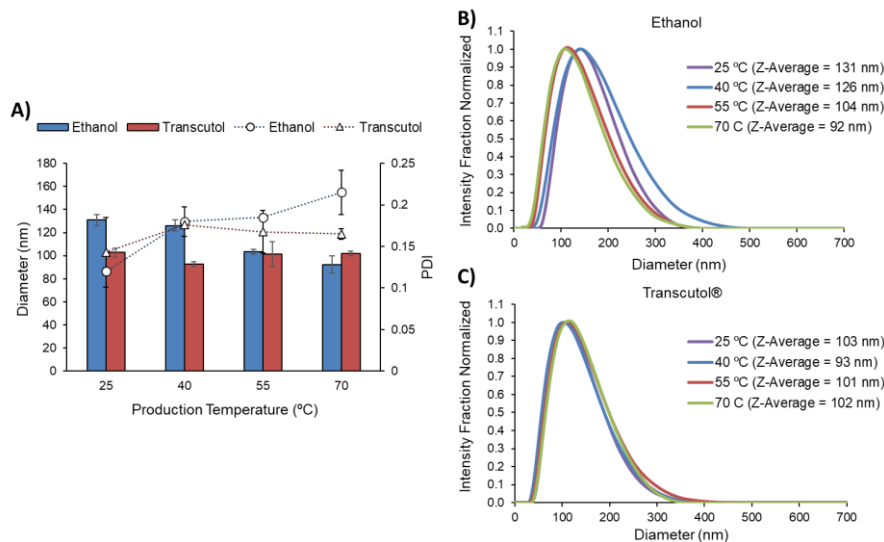 A)
Ethanol Transcutol Ethanol Transcutol
Diameter (nm)
180
160
140
120
100
80
60
40
20
0
0.25
0.2
0.15
0.1
0.05
0
PDI
25 40 55 70
Production Temperature (ºC)
B)
Ethanol
Intensity Fraction Normalized
1.1
1.0
0.9
0.8
0.7
0.6
0.5
0.4
0.3
0.2
0.1
0.0
25 ºC (Z-Average = 131 nm)
40 ºC (Z-Average = 126 nm)
55 ºC (Z-Average = 104 nm)
70 C (Z-Average = 92 nm)
0 100 200 300 400 500 600 700
Diameter (nm)
C)
Transcutol®
Intensity Fraction Normalized
1.1
1.0
0.9
0.8
0.7
0.6
0.5
0.4
0.3
0.2
0.1
0.0
25 ºC (Z-Average = 103 nm)
40 ºC (Z-Average = 93 nm)
55 ºC (Z-Average = 101 nm)
70 C (Z-Average = 102 nm)
0 100 200 300 400 500 600 700
Diameter (nm)